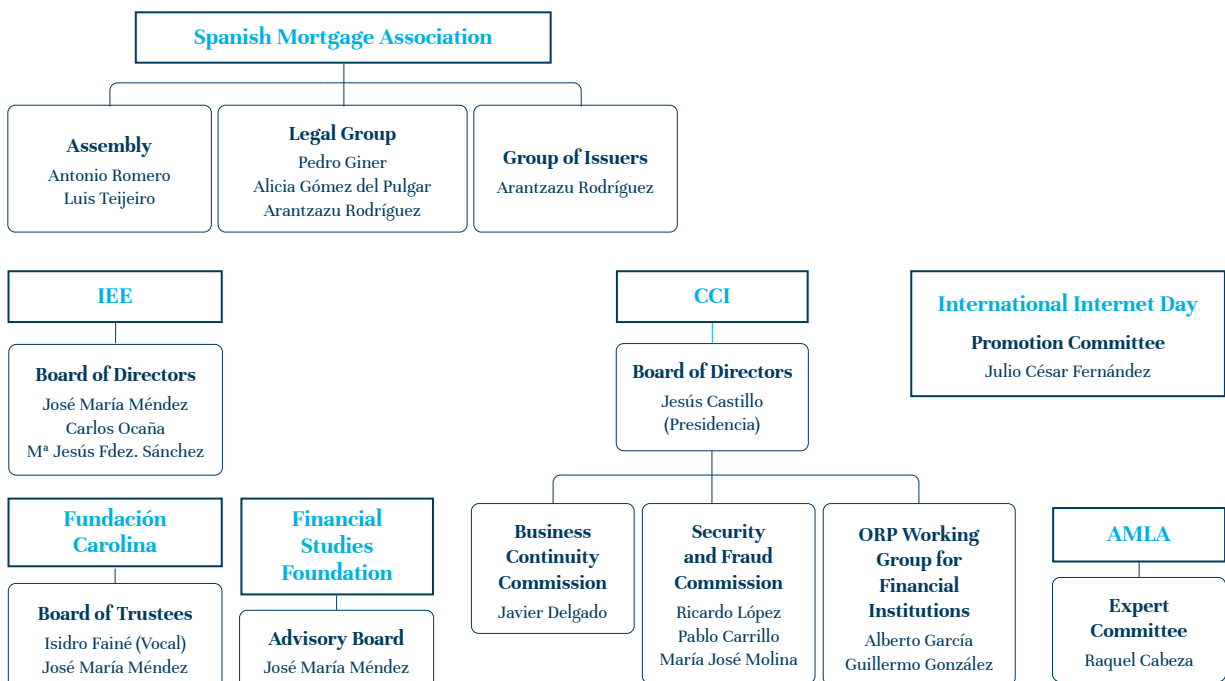 Spanish Mortgage Association
Assembly
Antonio Romero
Luis Teijeiro
Legal Group
Pedro Giner
Alicia Gómez del Pulgar
Arantzazu Rodríguez
Group of Issuers
Arantzazu Rodríguez
IEE
Board of Directors
José María Méndez
Carlos Ocaña
Mª Jesús Fdez. Sánchez
CCI
Board of Directors
Jesús Castillo
(Presidencia)
International Internet Day
Promotion Committee
Julio César Fernández
Fundación
Carolina
Board of Trustees
Isidro Fainé (Vocal)
José María Méndez
Financial
Studies
Foundation
Advisory Board
José María Méndez
Business
Continuity
Commission
Javier Delgado
Security
and Fraud
Commission
Ricardo López
Pablo Carrillo
María José Molina
ORP Working
Group for
Financial
Institutions
Alberto García
Guillermo González
AMLA
Expert
Committee
Raquel Cabeza